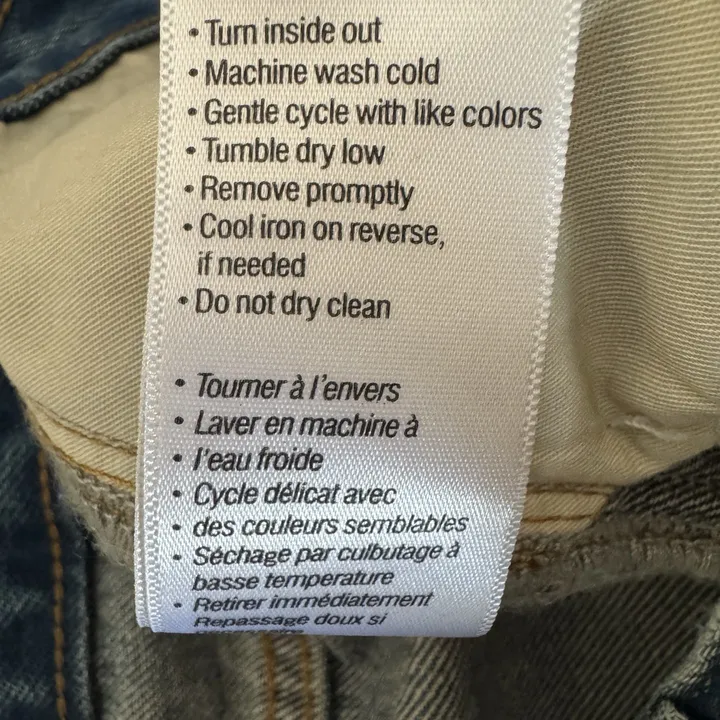 • Turn inside out
• Machine wash cold
• Gentle cycle with like colors
• Tumble dry low
• Remove promptly
• Cool iron on reverse,
if needed
• Do not dry clean
• Tourner à l'envers
• Laver en machine à
• l'eau froide
• Cycle délicat avec
• des couleurs semblables
• Séchage par culbutage à
basse temperature
• Retirer immédiatement
Repassage doux si